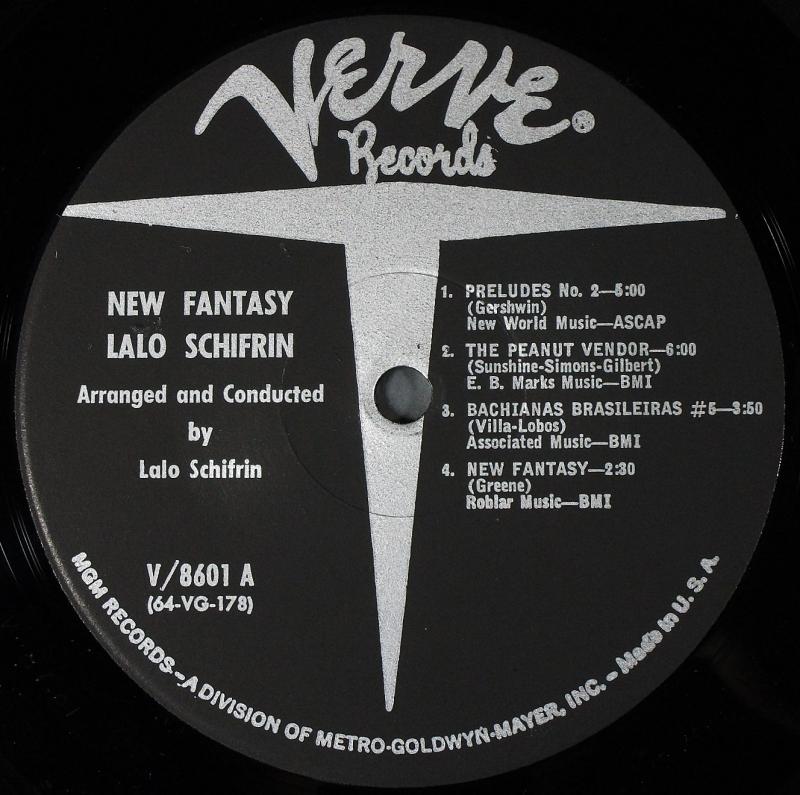 Verve®
Records
NEW FANTASY
LALO SCHIFRIN
Arranged and Conducted
by
Lalo Schifrin
V/8601 A
(64-VG-178)
1. PRELUDES No. 2—5:00
(Gershwin)
New World Music—ASCAP
2. THE PEANUT VENDOR—6:00
(Sunshine-Simons-Gilbert)
E. B. Marks Music—BMI
3. BACHIANAS BRASILEIRAS #5—3:50
(Villa-Lobos)
Associated Music—BMI
4. NEW FANTASY—2:30
(Greene)
Roblar Music—BMI
MGM RECORDS—A DIVISION OF METRO-GOLDWYN-MAYER, INC. – Made in U. S. A.